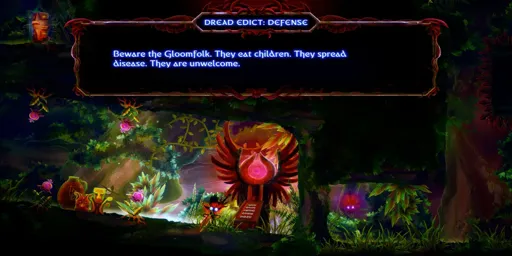 DREAD EDICT: DEFENSE
Beware the Gloomfolk. They eat children. They spread
disease. They are unwelcome.